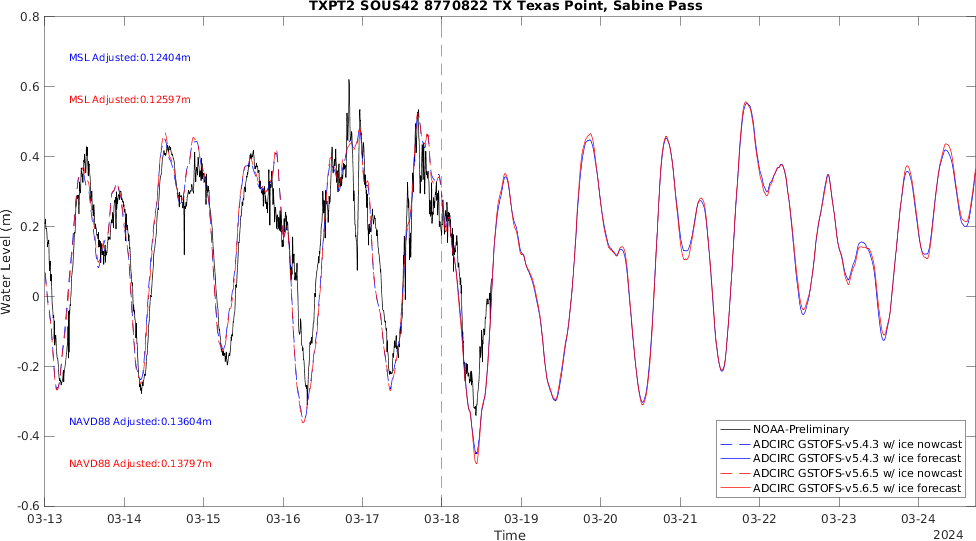 TXPT2 SOUS42 8770822 TX Texas Point, Sabine Pass
0.8
MSL Adjusted:0.12404m
0.6
MSL Adjusted:0.12597m
0.4
0.2
Water Level (m)
0
-0.2
NAVD88 Adjusted:0.13604m
-0.4
NAVD88 Adjusted:0.13797m
-0.6
NOAA-Preliminary
ADCIRC GSTOFS-v5.4.3 w/ ice nowcast
ADCIRC GSTOFS-v5.4.3 w/ ice forecast
ADCIRC GSTOFS-v5.6.5 w/ ice nowcast
ADCIRC GSTOFS-v5.6.5 w/ ice forecast
03-13 03-14 03-15 03-16 03-17 03-18 03-19 03-20 03-21 03-22 03-23 03-24
Time
2024